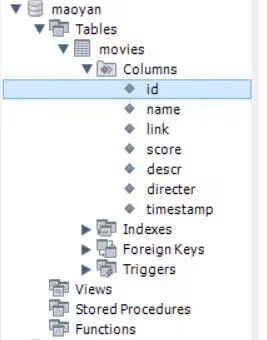 maoyan
Tables
movies
Columns
id
name
link
score
descr
directer
timestamp
Indexes
Foreign Keys
Triggers
Views
Stored Procedures
Functions